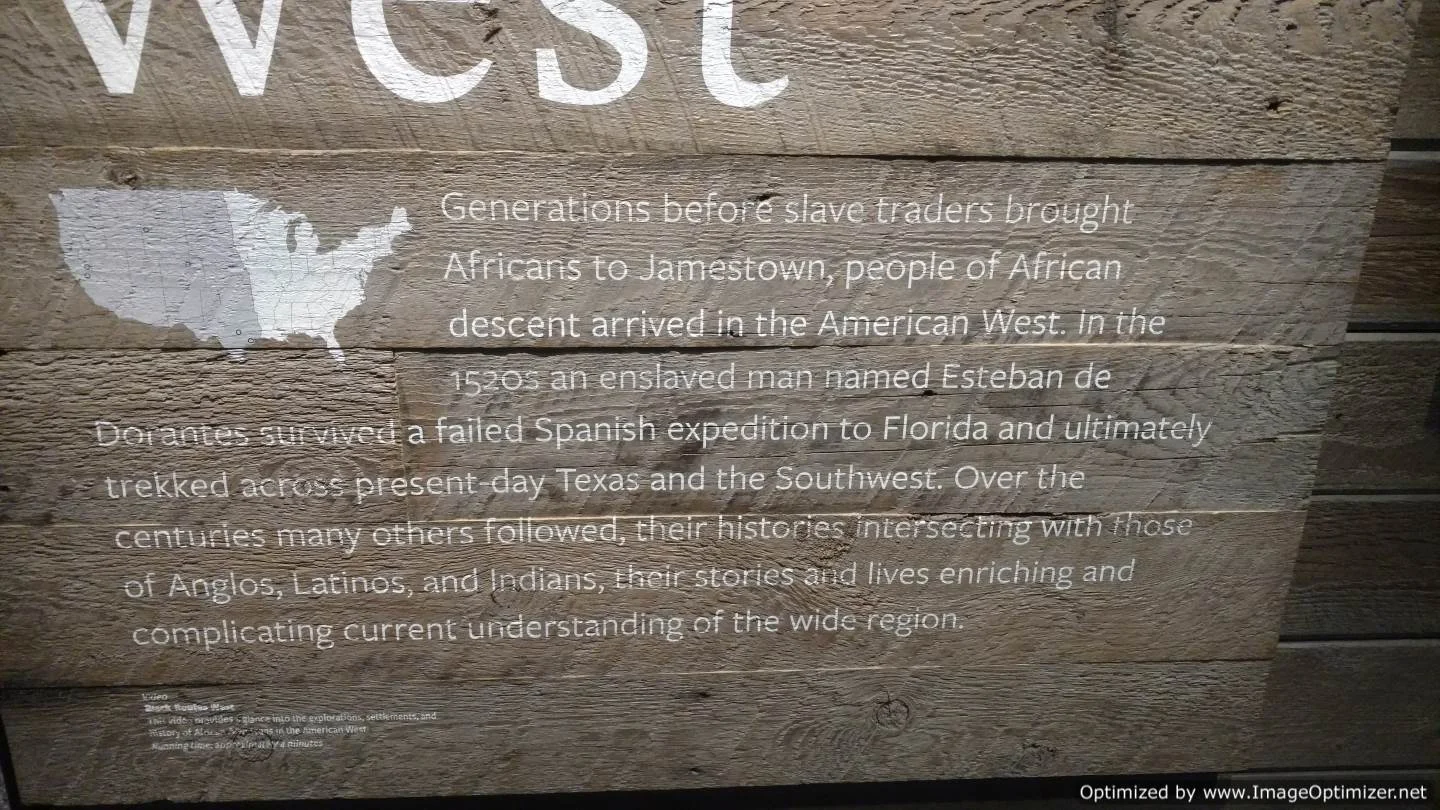 West
Generations before slave traders brought
Africans to Jamestown, people of African
descent arrived in the American West. In the
1520s an enslaved man named Esteban de
Dorantes survived a failed Spanish expedition to Florida and ultimately
trekked across present-day Texas and the Southwest. Over the
centuries many others followed, their histories intersecting with those
of Anglos, Latinos, and Indians, their stories and lives enriching and
complicating current understanding of the wide region.
Video
Black Routes West
This video provides a glance into the explorations, settlements, and
history of African Americans in the American West
Running time: approximately 4 minutes
Optimized by www.ImageOptimizer.net